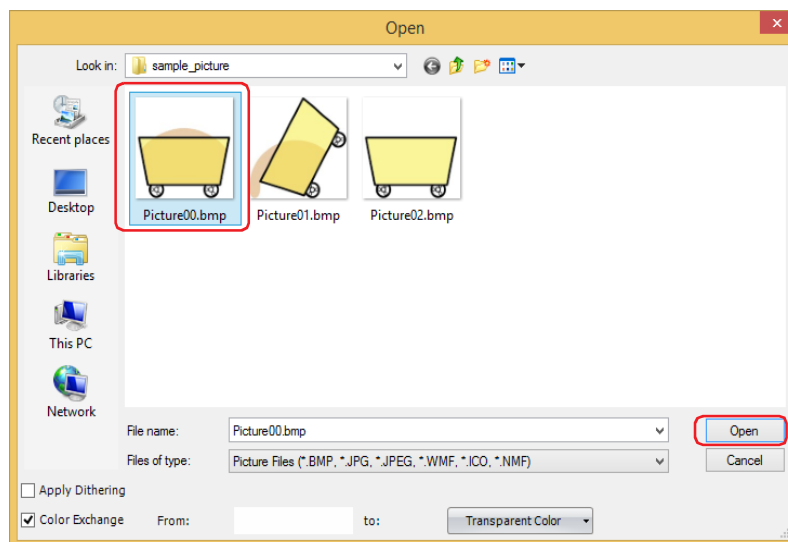 Open
Look in: sample_picture
Recent places
Desktop
Libraries
This PC
Network
Picture00.bmp Picture01.bmp Picture02.bmp
File name: Picture00.bmp Open
Files of type: Picture Files (*.BMP, *.JPG, *.JPEG, *.WMF, *.ICO, *.NMF) Cancel
Apply Dithering
Color Exchange From: to: Transparent Color